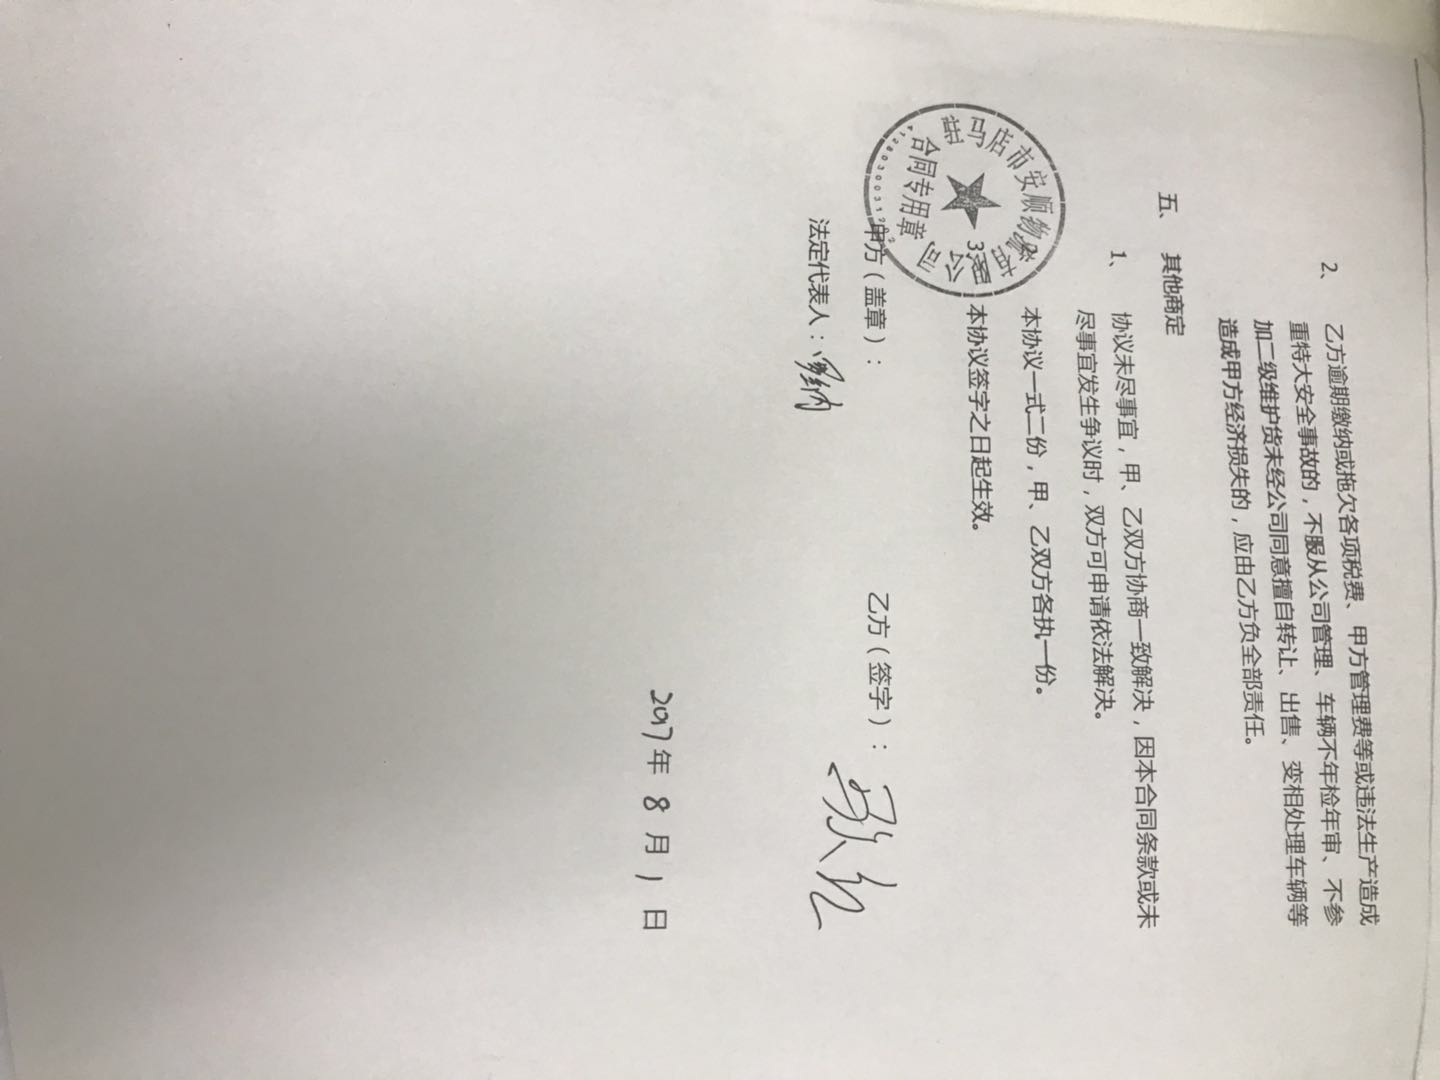 2、 乙方逾期缴纳或拖欠各项税费、甲方管理费等或违法生产造成
重特大安全事故的，不服从公司管理、车辆不年检年审、不参
加二级维护货未经公司同意擅自转让、出售、变相处理车辆等
造成甲方经济损失的，应由乙方负全部责任。
五、 其他商定
1、 协议未尽事宜，甲、乙双方协商一致解决，因本合同条款或未
尽事宜发生争议时，双方可申请依法解决。
2 本协议一式二份，甲、乙双方各执一份。
3 本协议签字之日起生效。
驻马店市安顺物流有限公司
合同专用章
甲方（盖章）： 乙方（签字）：
法定代表人：
2017年 8 月 1 日